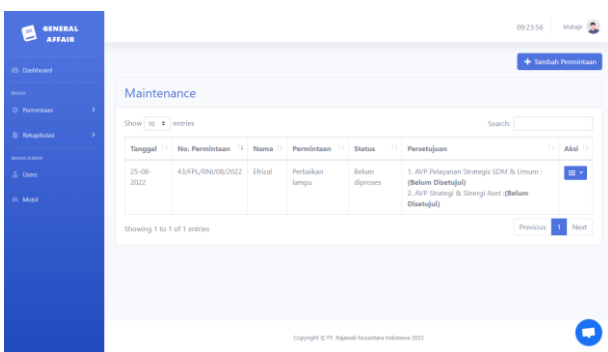 GENERAL
AFFAIR
09:23:56
Muhajir
Dashboard
Tambah Permintaan
MENU
Maintenance
Permintaan
Show 10 entries
Search:
Rekapitulasi
Tanggal No. Permintaan Nama Permintaan Status Persetujuan Aksi
Users
25-08-2022 43/FPL/RNI/08/2022 Efrizal Perbaikan lampu Belum diproses
1. AVP Pelayanan Strategis SDM & Umum :
(Belum Disetujui)
2. AVP Strategi & Sinergi Aset :(Belum
Disetujui)
Mobil
Showing 1 to 1 of 1 entries
Previous 1 Next
Copyright © PT. Rajawali Nusantara Indonesia 2022